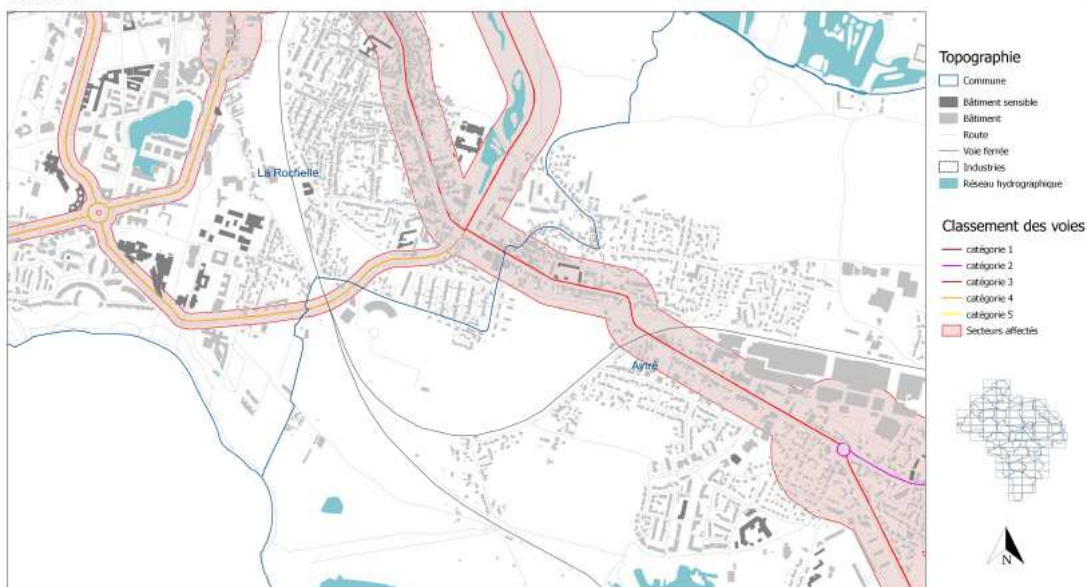 La Rochelle
Aytré
Topographie
Commune
Bâtiment sensible
Bâtiment
Route
Voie ferrée
Industries
Réseau hydrographique
Classement des voies
catégorie 1
catégorie 2
catégorie 3
catégorie 4
catégorie 5
Secteurs affectés
N